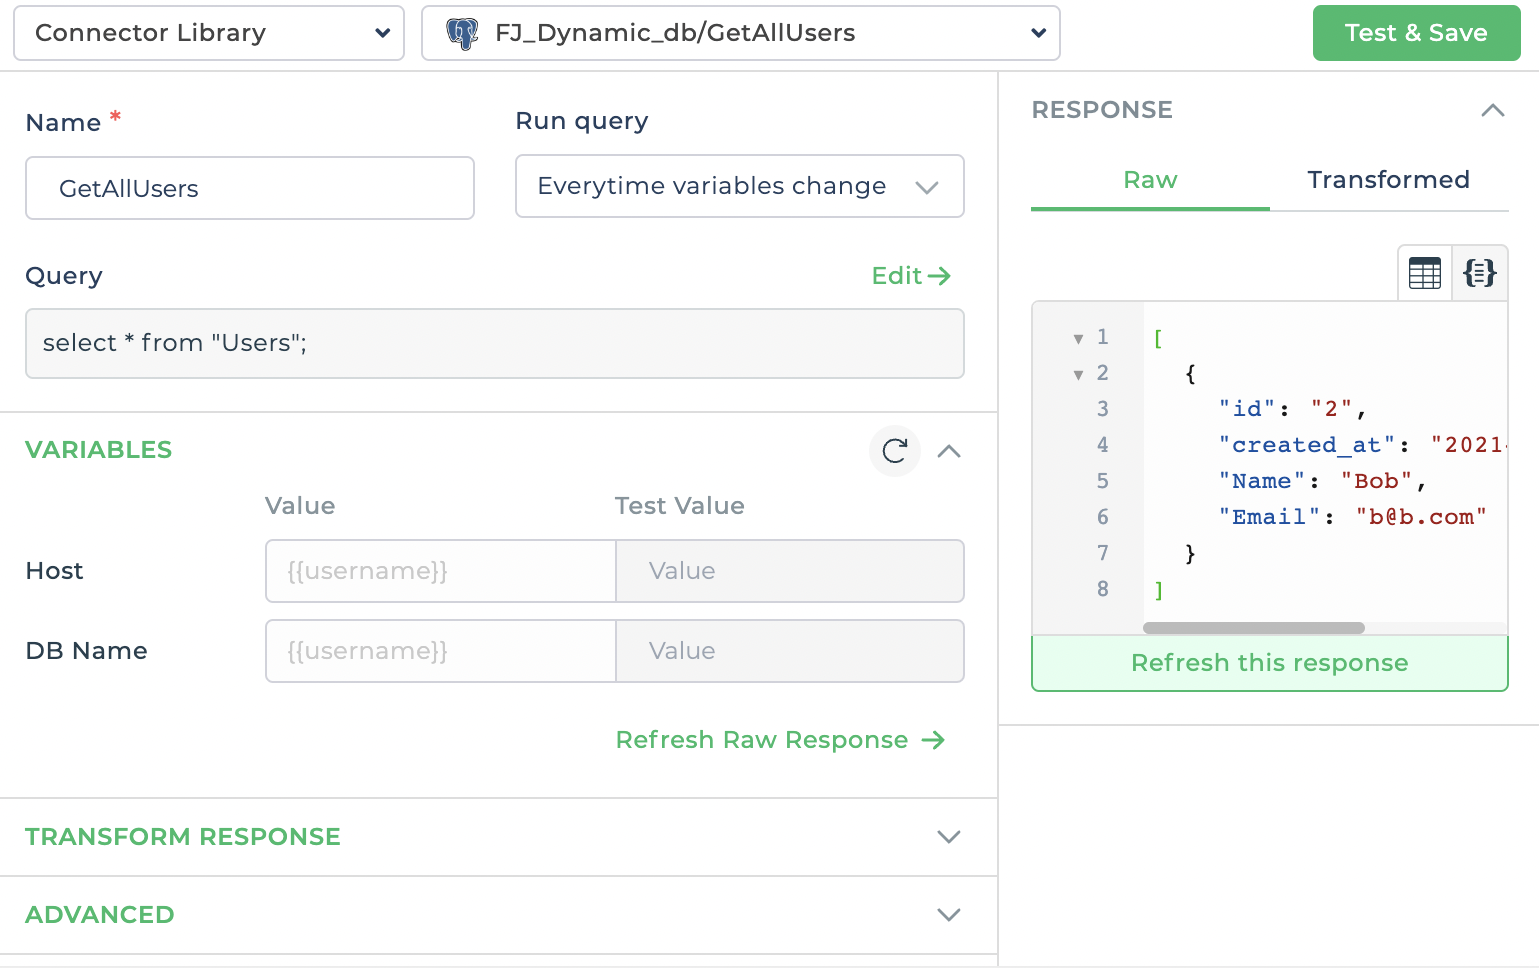 Connector Library
FJ_Dynamic_db/GetAllUsers
Test & Save
Name *
Run query
GetAllUsers
Everytime variables change
Query
Edit
select * from "Users";
VARIABLES
Value Test Value
Host {{username}} Value
DB Name {{username}} Value
Refresh Raw Response
TRANSFORM RESPONSE
ADVANCED
RESPONSE
Raw Transformed
1 [
2 {
3 "id": "2",
4 "created_at": "2021-
5 "Name": "Bob",
6 "Email": "b@b.com"
7 }
8 ]
Refresh this response